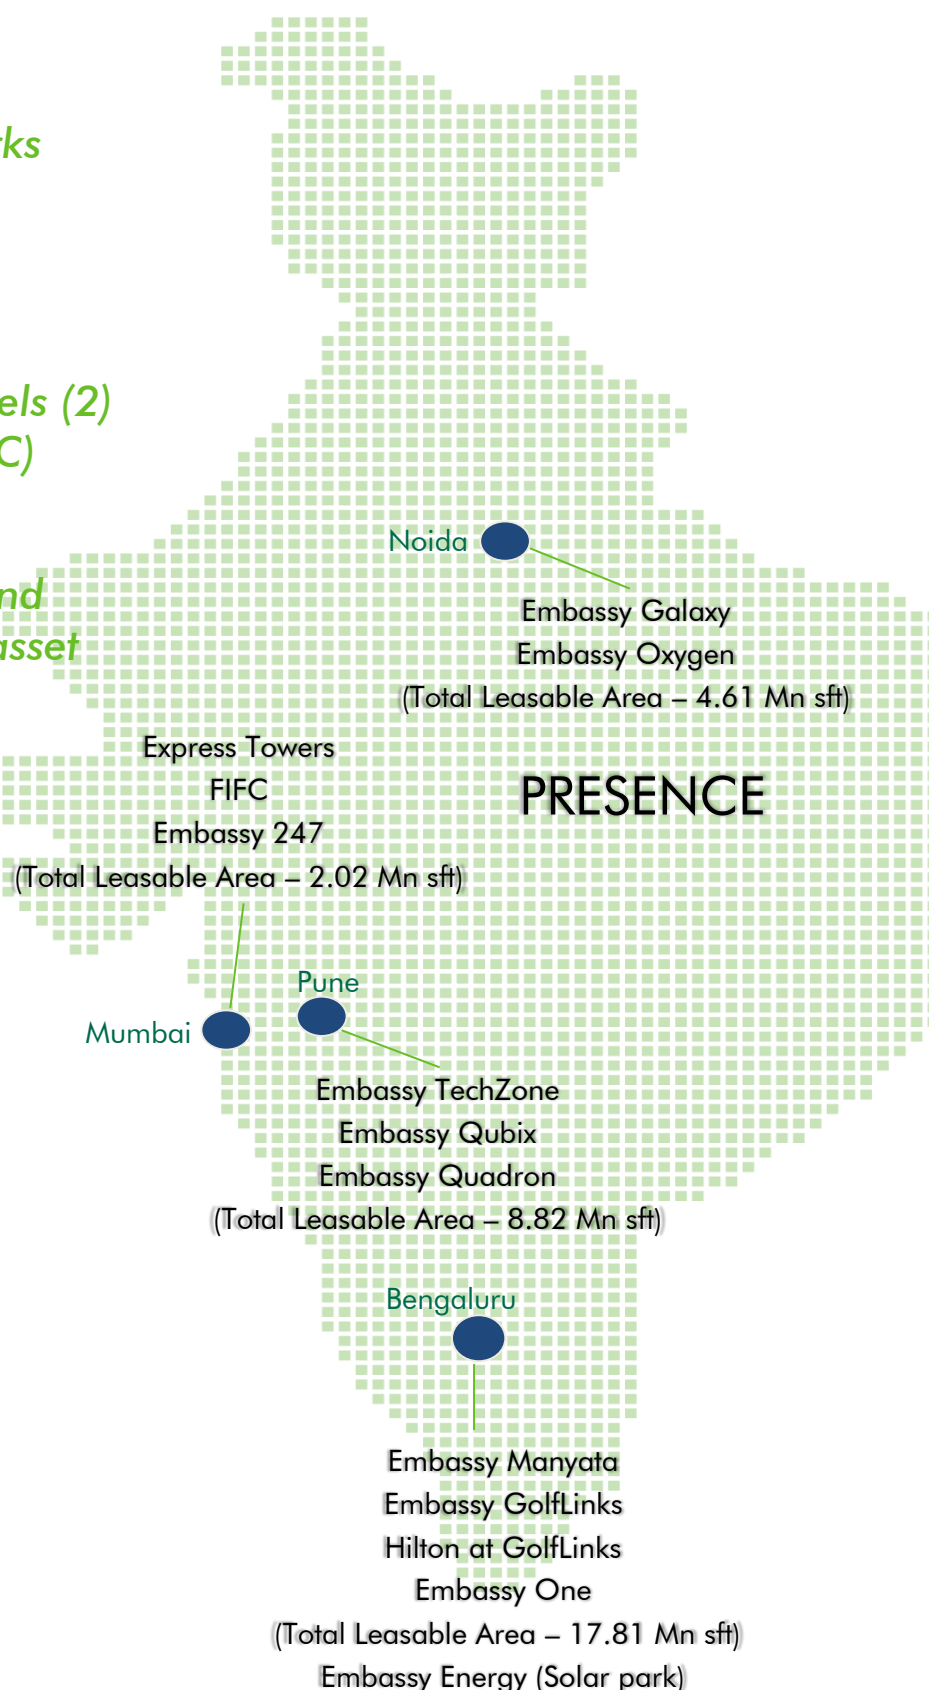 els (2)
C)
asset
Noida
Embassy Galaxy
Embassy Oxygen
(Total Leasable Area – 4.61 Mn sft)
Express Towers
FIFC
Embassy 247
(Total Leasable Area – 2.02 Mn sft)
PRESENCE
Pune
Mumbai
Embassy TechZone
Embassy Qubix
Embassy Quadron
(Total Leasable Area – 8.82 Mn sft)
Bengaluru
Embassy Manyata
Embassy GolfLinks
Hilton at GolfLinks
Embassy One
(Total Leasable Area – 17.81 Mn sft)
Embassy Energy (Solar park)